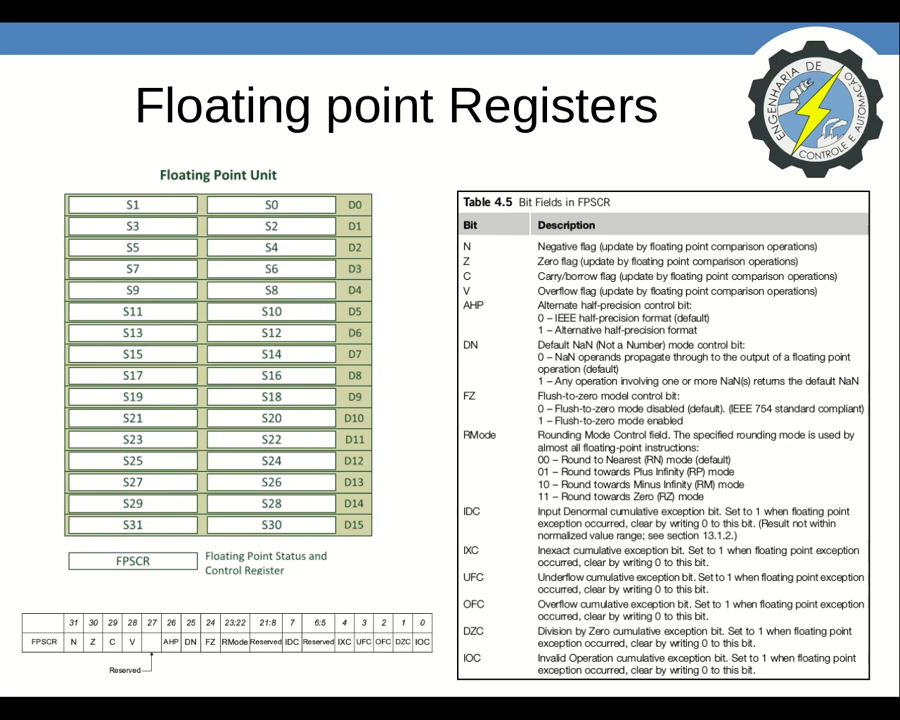 Floating point Registers
ENGENHARIA DE
CONTROLE E AUTOMAÇÃO
Floating Point Unit
S1 S0 D0
S3 S2 D1
S5 S4 D2
S7 S6 D3
S9 S8 D4
S11 S10 D5
S13 S12 D6
S15 S14 D7
S17 S16 D8
S19 S18 D9
S21 S20 D10
S23 S22 D11
S25 S24 D12
S27 S26 D13
S29 S28 D14
S31 S30 D15
FPSCR
Floating Point Status and
Control Register
31 30 29 28 27 26 25 24 23:22 21:8 7 6:5 4 3 2 1 0
FPSCR N Z C V AHP DN FZ RMode Reserved IDC Reserved IXC UFC OFC DZC IOC
Reserved
Table 4.5 Bit Fields in FPSCR
Bit Description
N Negative flag (update by floating point comparison operations)
Z Zero flag (update by floating point comparison operations)
C Carry/borrow flag (update by floating point comparison operations)
V Overflow flag (update by floating point comparison operations)
AHP Alternate half-precision control bit:
0 – IEEE half-precision format (default)
1 – Alternative half-precision format
DN Default NaN (Not a Number) mode control bit:
0 – NaN operands propagate through to the output of a floating point
operation (default)
1 – Any operation involving one or more NaN(s) returns the default NaN
FZ Flush-to-zero model control bit:
0 – Flush-to-zero mode disabled (default). (IEEE 754 standard compliant)
1 – Flush-to-zero mode enabled
RMode Rounding Mode Control field. The specified rounding mode is used by
almost all floating-point instructions:
00 – Round to Nearest (RN) mode (default)
01 – Round towards Plus Infinity (RP) mode
10 – Round towards Minus Infinity (RM) mode
11 – Round towards Zero (RZ) mode
IDC Input Denormal cumulative exception bit. Set to 1 when floating point
exception occurred, clear by writing 0 to this bit. (Result not within
normalized value range; see section 13.1.2.)
IXC Inexact cumulative exception bit. Set to 1 when floating point exception
occurred, clear by writing 0 to this bit.
UFC Underflow cumulative exception bit. Set to 1 when floating point exception
occurred, clear by writing 0 to this bit.
OFC Overflow cumulative exception bit. Set to 1 when floating point exception
occurred, clear by writing 0 to this bit.
DZC Division by Zero cumulative exception bit. Set to 1 when floating point
exception occurred, clear by writing 0 to this bit.
IOC Invalid Operation cumulative exception bit. Set to 1 when floating point
exception occurred, clear by writing 0 to this bit.